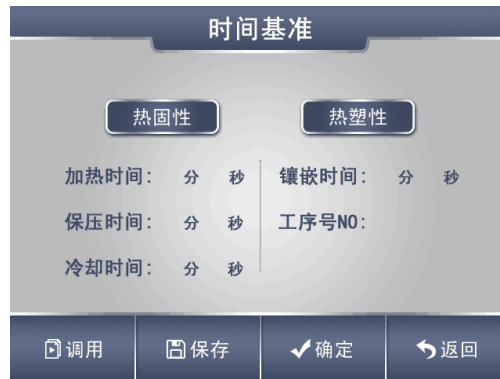 时间基准
热固性 热塑性
加热时间: 分 秒 镶嵌时间: 分 秒
保压时间: 分 秒 工序号NO:
冷却时间: 分 秒
调用 保存 确定 返回